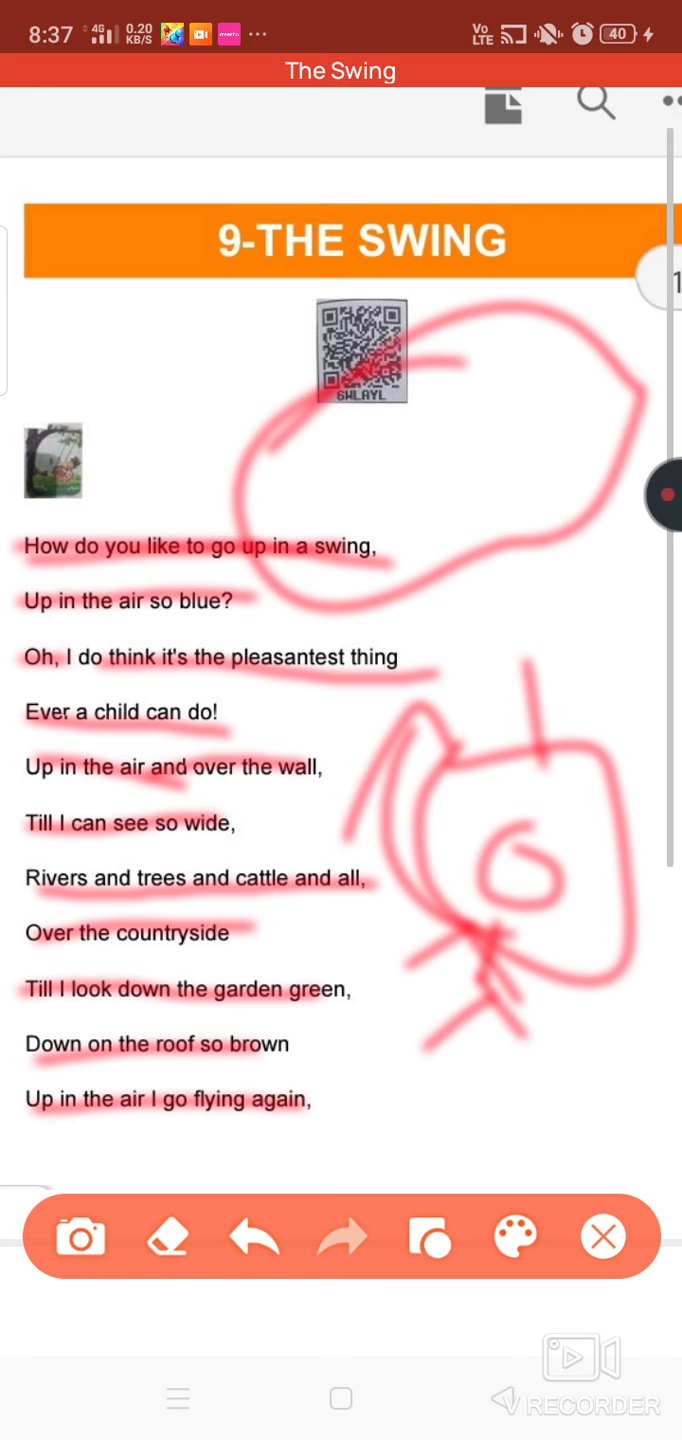 8:37 4G 0.20 KB/S Vo LTE 40
The Swing
9-THE SWING
1
6WLAYL
How do you like to go up in a swing,
Up in the air so blue?
Oh, I do think it's the pleasantest thing
Ever a child can do!
Up in the air and over the wall,
Till I can see so wide,
Rivers and trees and cattle and all,
Over the countryside
Till I look down the garden green,
Down on the roof so brown
Up in the air I go flying again,
V RECORDER